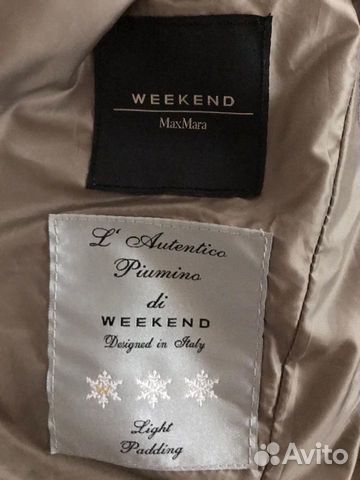 WEEKEND
MaxMara
L'Autentico
Piumino
di
WEEKEND
Designed in Italy
Light
Padding
Avito